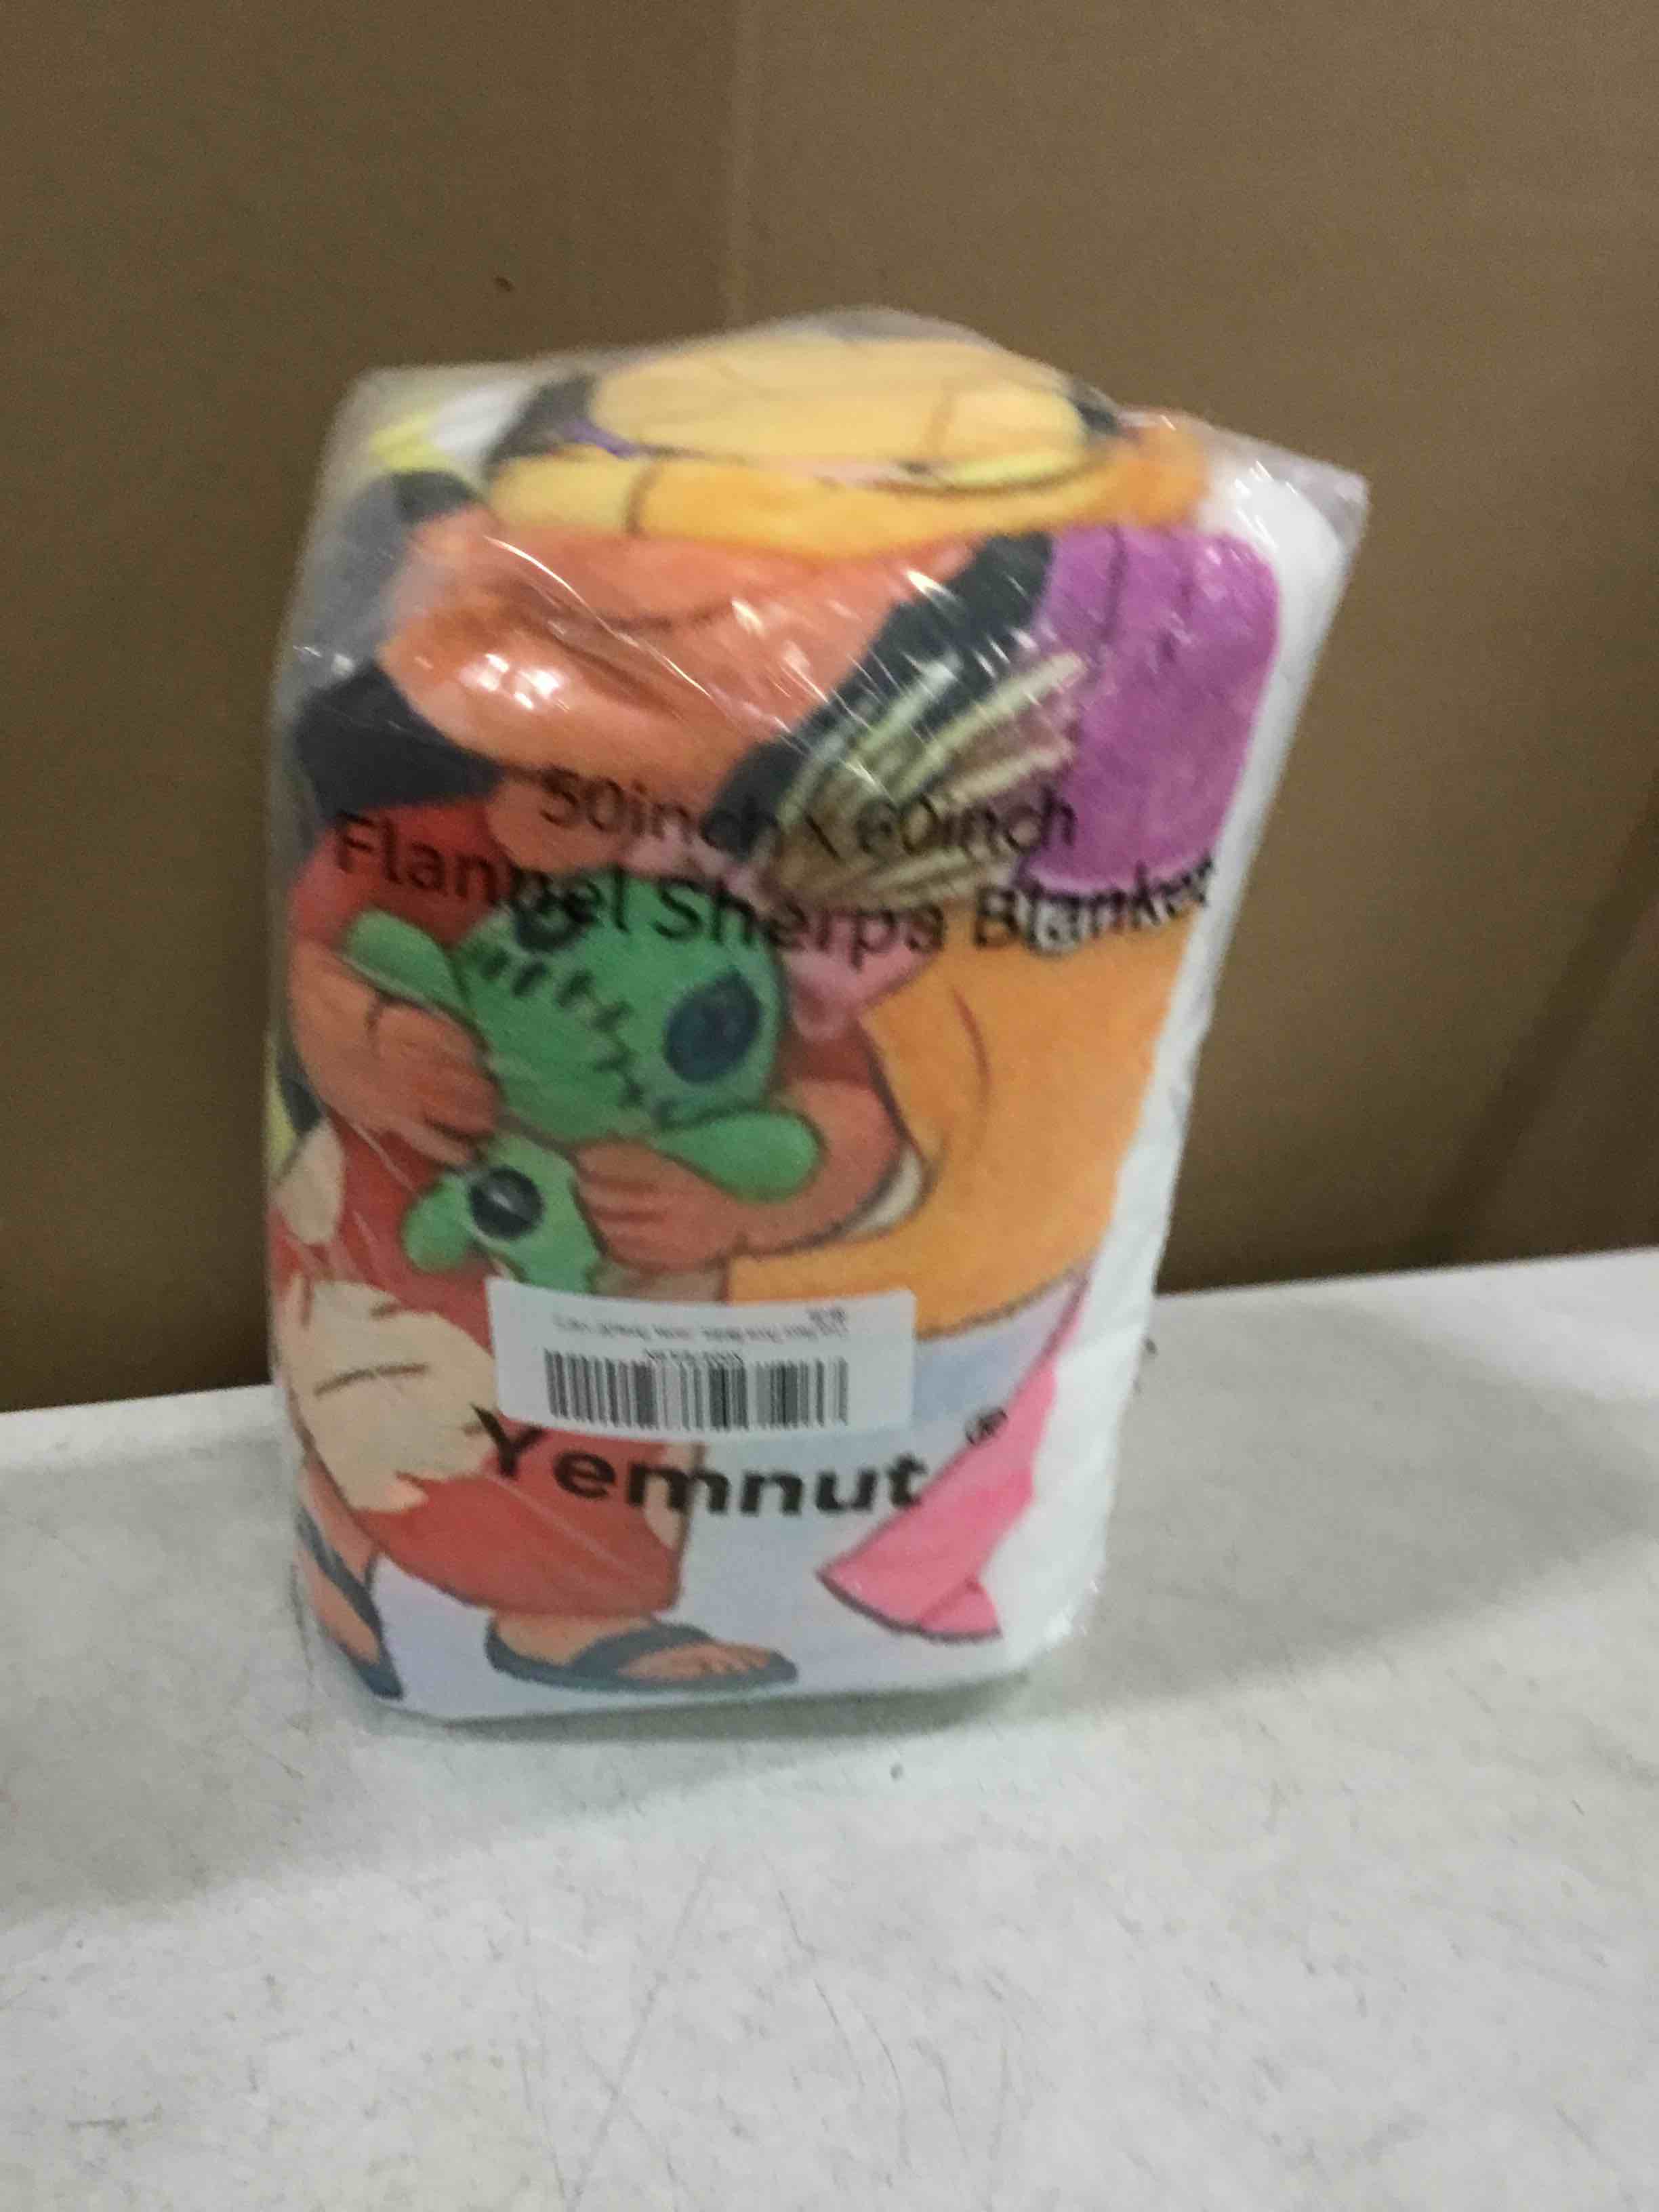 50inch X 60inch
Flannel Sherpa Blanket
Yemnut ®